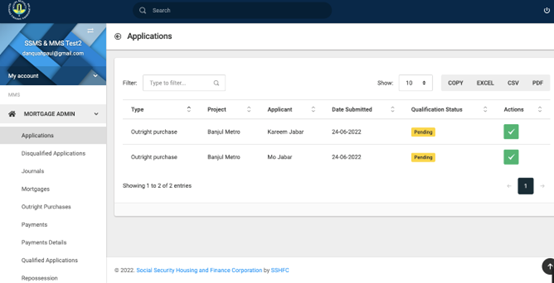 Search
SSMS & MMS Test2
danquahpaul@gmail.com
My account
MMS
MORTGAGE ADMIN
Applications
Disqualified Applications
Journals
Mortgages
Outright Purchases
Payments
Payments Details
Qualified Applications
Repossession
Applications
Filter: Type to filter... Show: 10 COPY EXCEL CSV PDF
Type Project Applicant Date Submitted Qualification Status Actions
Outright purchase Banjul Metro Kareem Jabar 24-06-2022 Pending
Outright purchase Banjul Metro Mo Jabar 24-06-2022 Pending
Showing 1 to 2 of 2 entries
← 1 →
© 2022. Social Security Housing and Finance Corporation by SSHFC